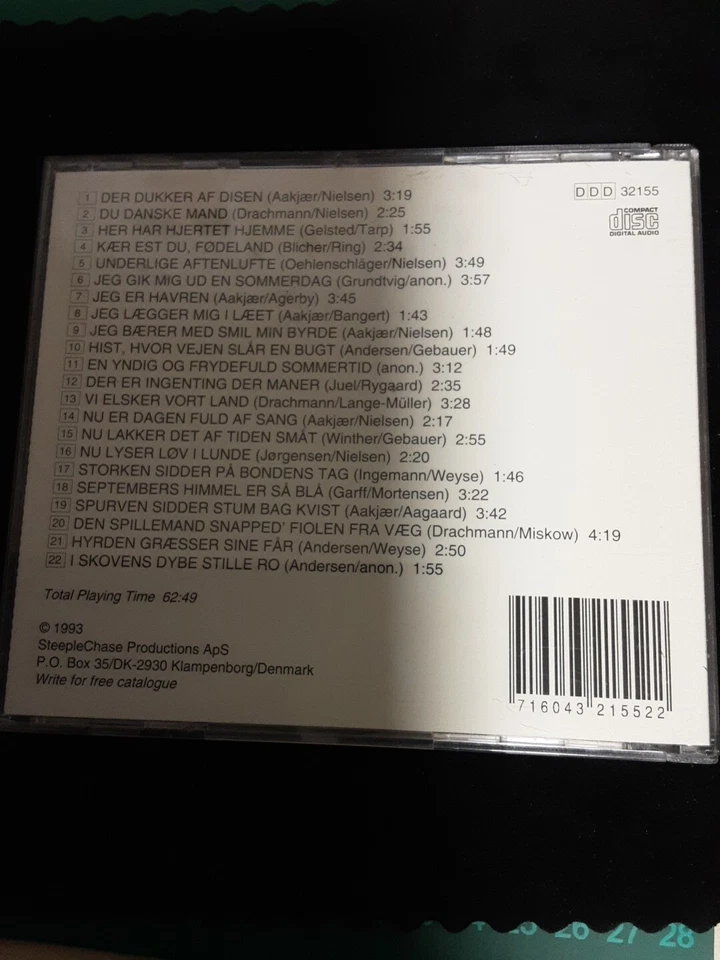 1 DER DUKKER AF DISEN (Aakjær/Nielsen) 3:19
2 DU DANSKE MAND (Drachmann/Nielsen) 2:25
3 HER HAR HJERTET HJEMME (Gelsted/Tarp) 1:55
4 KÆR EST DU, FØDELAND (Blicher/Ring) 2:34
5 UNDERLIGE AFTENLUFTE (Oehlenschläger/Nielsen) 3:49
6 JEG GIK MIG UD EN SOMMERDAG (Grundtvig/anon.) 3:57
7 JEG ER HAVREN (Aakjær/Agerby) 3:45
8 JEG LÆGGER MIG I LÆET (Aakjær/Bangert) 1:43
9 JEG BÆRER MED SMIL MIN BYRDE (Aakjær/Nielsen) 1:48
10 HIST, HVOR VEJEN SLÅR EN BUGT (Andersen/Gebauer) 1:49
11 EN YNDIG OG FRYDEFULD SOMMERTID (anon.) 3:12
12 DER ER INGENTING DER MANER (Juel/Rygaard) 2:35
13 VI ELSKER VORT LAND (Drachmann/Lange-Müller) 3:28
14 NU ER DAGEN FULD AF SANG (Aakjær/Nielsen) 2:17
15 NU LAKKER DET AF TIDEN SMÅT (Winther/Gebauer) 2:55
16 NU LYSER LØV I LUNDE (Jørgensen/Nielsen) 2:20
17 STORKEN SIDDER PÅ BONDENS TAG (Ingemann/Weyse) 1:46
18 SEPTEMBERS HIMMEL ER SÅ BLÅ (Garff/Mortensen) 3:22
19 SPURVEN SIDDER STUM BAG KVIST (Aakjær/Aagaard) 3:42
20 DEN SPILLEMAND SNAPPED' FIOLEN FRA VÆG (Drachmann/Miskow) 4:19
21 HYRDEN GRÆSSER SINE FÅR (Andersen/Weyse) 2:50
22 I SKOVENS DYBE STILLE RO (Andersen/anon.) 1:55
Total Playing Time 62:49
© 1993
SteepleChase Productions ApS
P.O. Box 35/DK-2930 Klampenborg/Denmark
Write for free catalogue
DDD 32155
COMPACT
disc
DIGITAL AUDIO
7 16043 21552 2
25 26 27 28